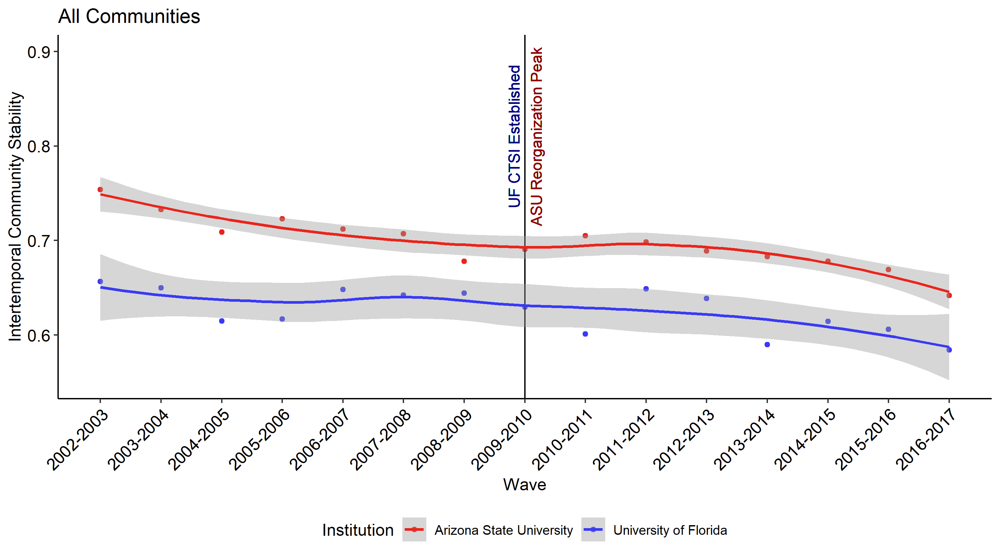 All Communities
Intertemporal Community Stability
0.9
0.8
0.7
0.6
UF CTSI Established
ASU Reorganization Peak
2002-2003
2003-2004
2004-2005
2005-2006
2006-2007
2007-2008
2008-2009
2009-2010
2010-2011
2011-2012
2012-2013
2013-2014
2014-2015
2015-2016
2016-2017
Wave
Institution
Arizona State University
University of Florida